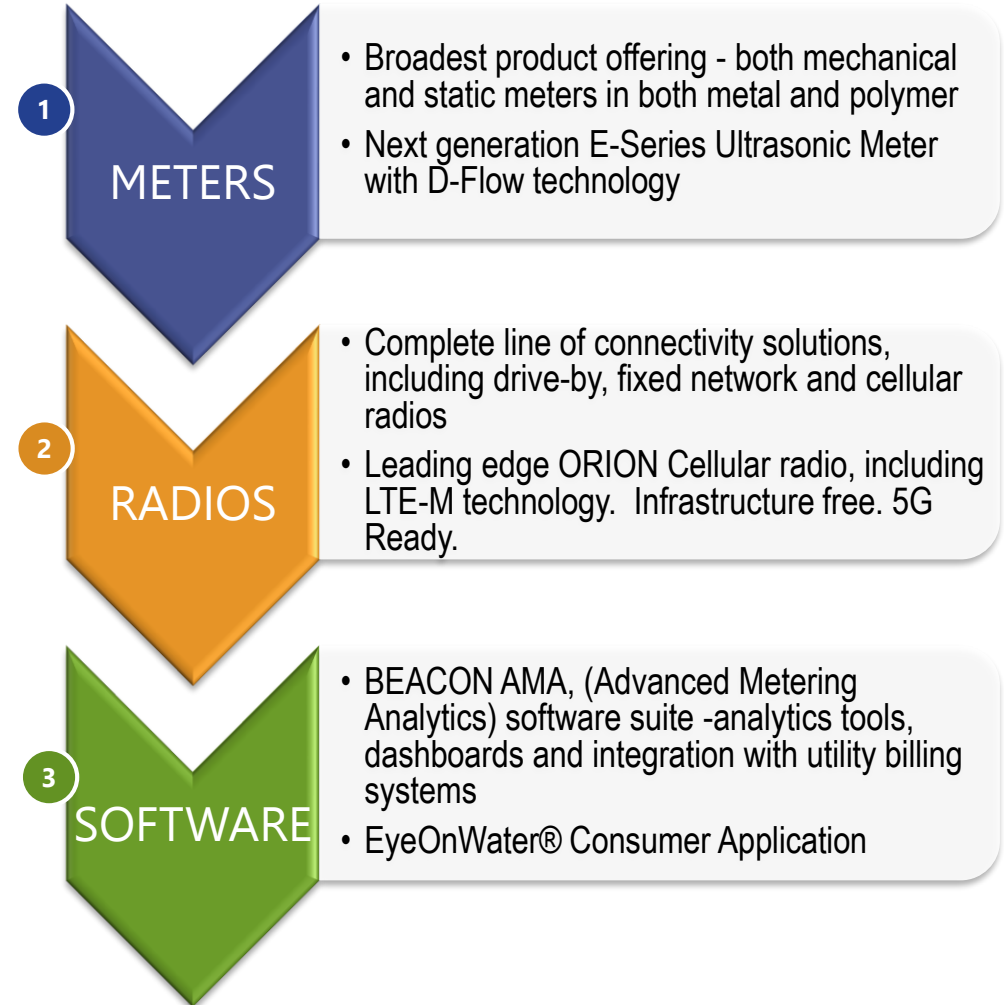 1
METERS
• Broadest product offering - both mechanical
and static meters in both metal and polymer
• Next generation E-Series Ultrasonic Meter
with D-Flow technology
2
RADIOS
• Complete line of connectivity solutions,
including drive-by, fixed network and cellular
radios
• Leading edge ORION Cellular radio, including
LTE-M technology.  Infrastructure free. 5G
Ready.
3
SOFTWARE
• BEACON AMA, (Advanced Metering
Analytics) software suite -analytics tools,
dashboards and integration with utility billing
systems
• EyeOnWater® Consumer Application